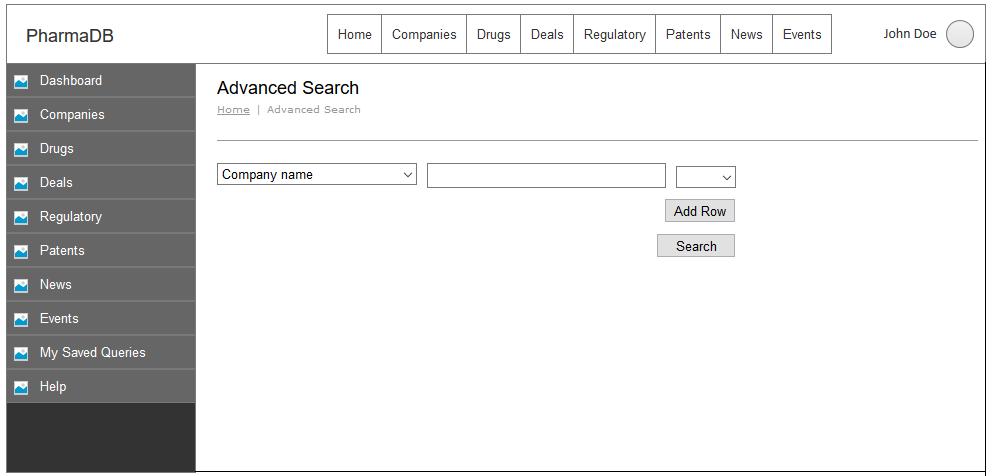 PharmaDB
Home Companies Drugs Deals Regulatory Patents News Events
John Doe
Dashboard
Companies
Drugs
Deals
Regulatory
Patents
News
Events
My Saved Queries
Help
Advanced Search
Home | Advanced Search
Company name
Add Row
Search